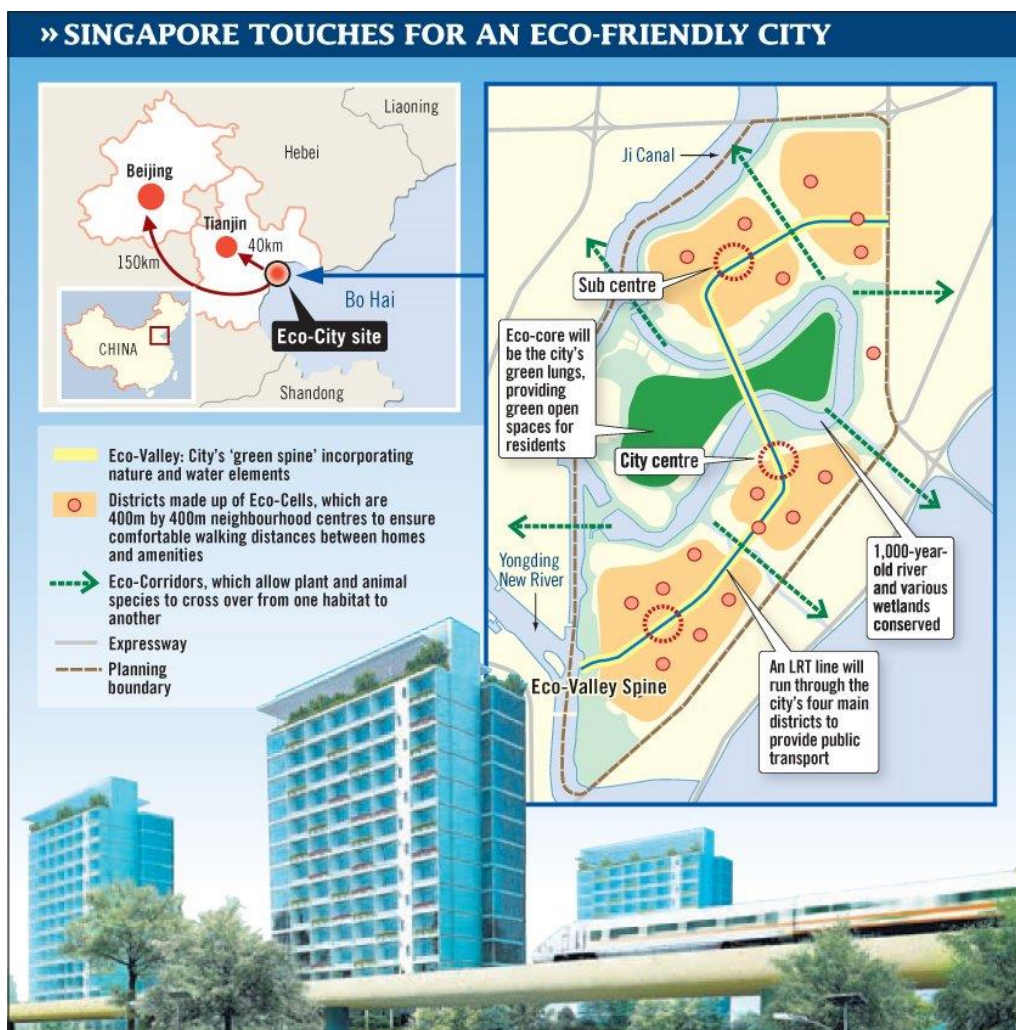 » SINGAPORE TOUCHES FOR AN ECO-FRIENDLY CITY
Liaoning
Hebei
Beijing
Tianjin
40km
150km
Bo Hai
Eco-City site
CHINA
Shandong
Eco-Valley: City's ‘green spine’ incorporating
nature and water elements
Districts made up of Eco-Cells, which are
400m by 400m neighbourhood centres to ensure
comfortable walking distances between homes
and amenities
Eco-Corridors, which allow plant and animal
species to cross over from one habitat to
another
Expressway
Planning
boundary
Ji Canal
Sub centre
Eco-core will
be the city's
green lungs,
providing
green open
spaces for
residents
City centre
Yongding
New River
1,000-year-
old river
and various
wetlands
conserved
Eco-Valley Spine
An LRT line will
run through the
city's four main
districts to
provide public
transport